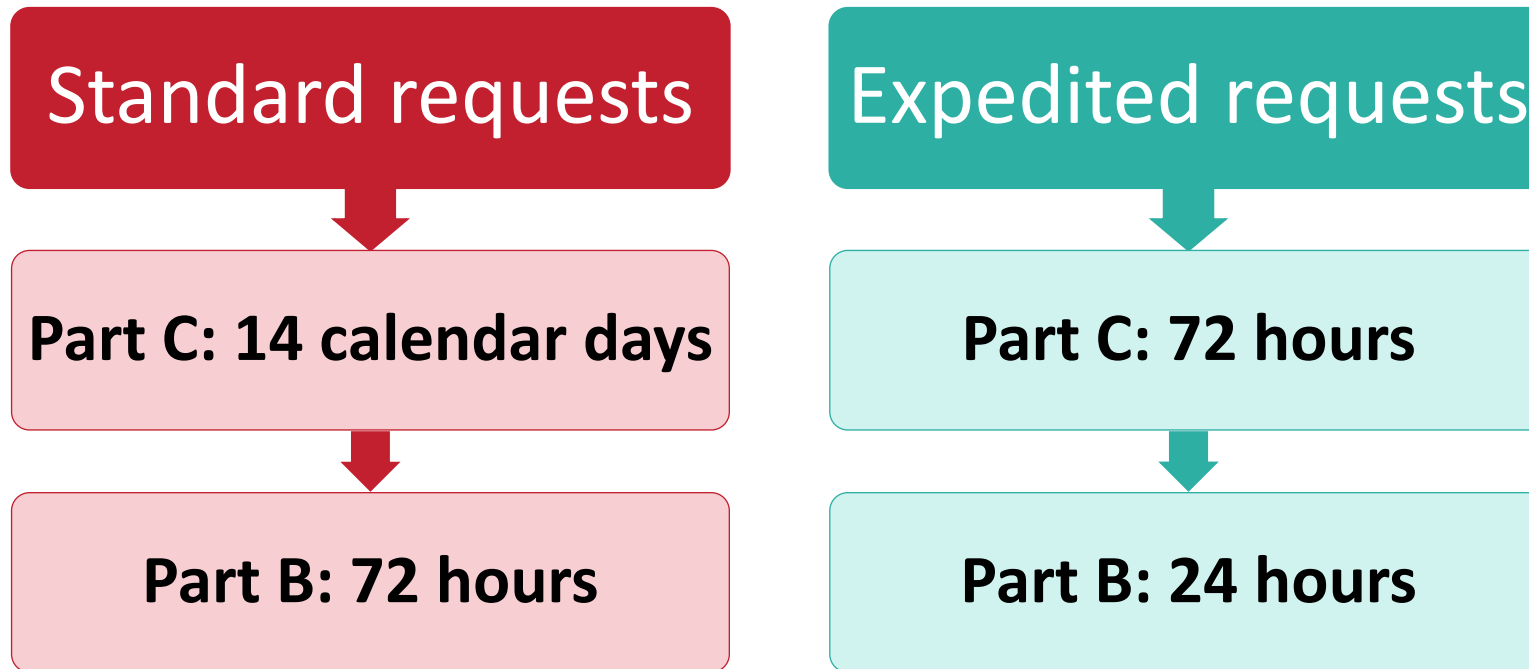 Standard requests
Part C: 14 calendar days
Part B: 72 hours
Expedited requests
Part C: 72 hours
Part B: 24 hours